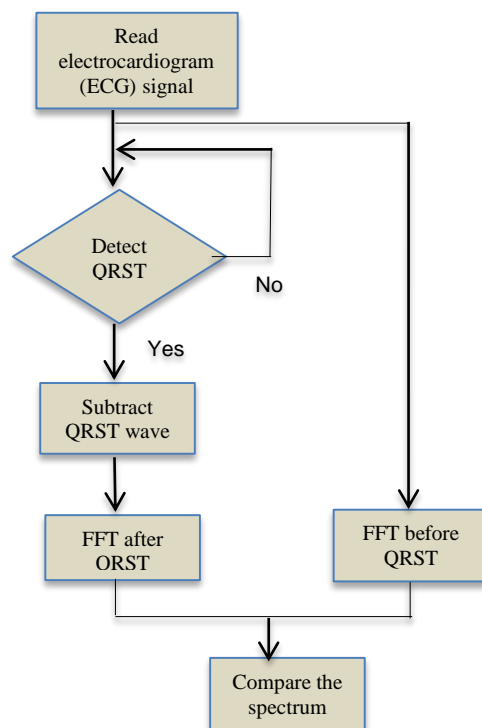 Read
electrocardiogram
(ECG) signal
Detect
QRST
No
Yes
Subtract
QRST wave
FFT after
ORST
FFT before
QRST
Compare the
spectrum